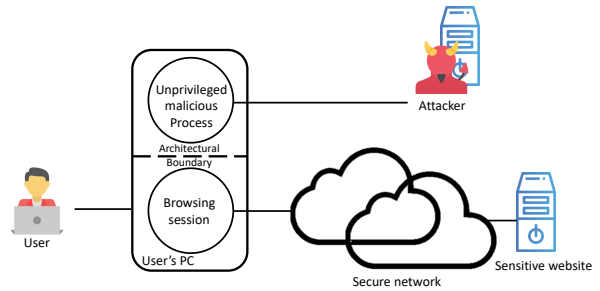 Unprivileged
malicious
Process
Attacker
Architectural
Boundary
Browsing
session
User
User's PC
Sensitive website
Secure network